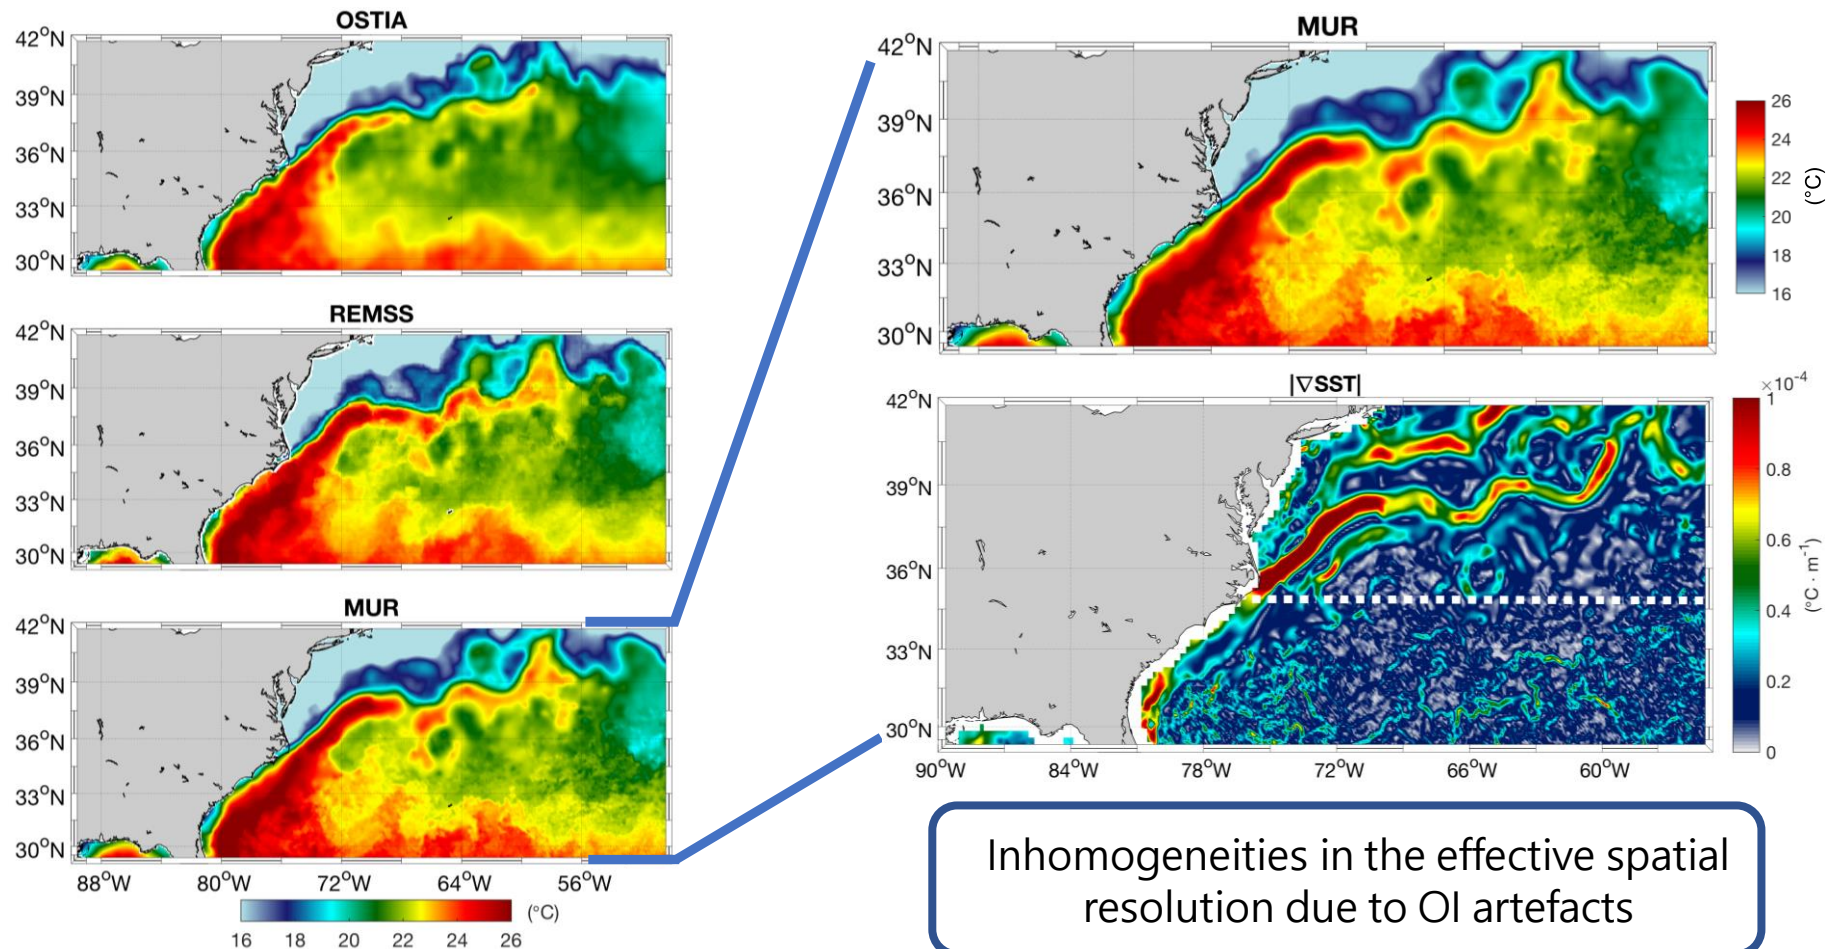 OSTIA
42°N
39°N
36°N
33°N
30°N
REMSS
42°N
39°N
36°N
33°N
30°N
MUR
42°N
39°N
36°N
33°N
30°N
88°W 80°W 72°W 64°W 56°W
(°C)
16 18 20 22 24 26
MUR
42°N
39°N
36°N
33°N
30°N
26
24
22
20
18
16
(°C)
|∇SST|
42°N
39°N
36°N
33°N
30°N
90°W 84°W 78°W 72°W 66°W 60°W
×10⁻⁴
1
0.8
0.6
0.4
0.2
0
(°C · m⁻¹)
Inhomogeneities in the effective spatial
resolution due to OI artefacts